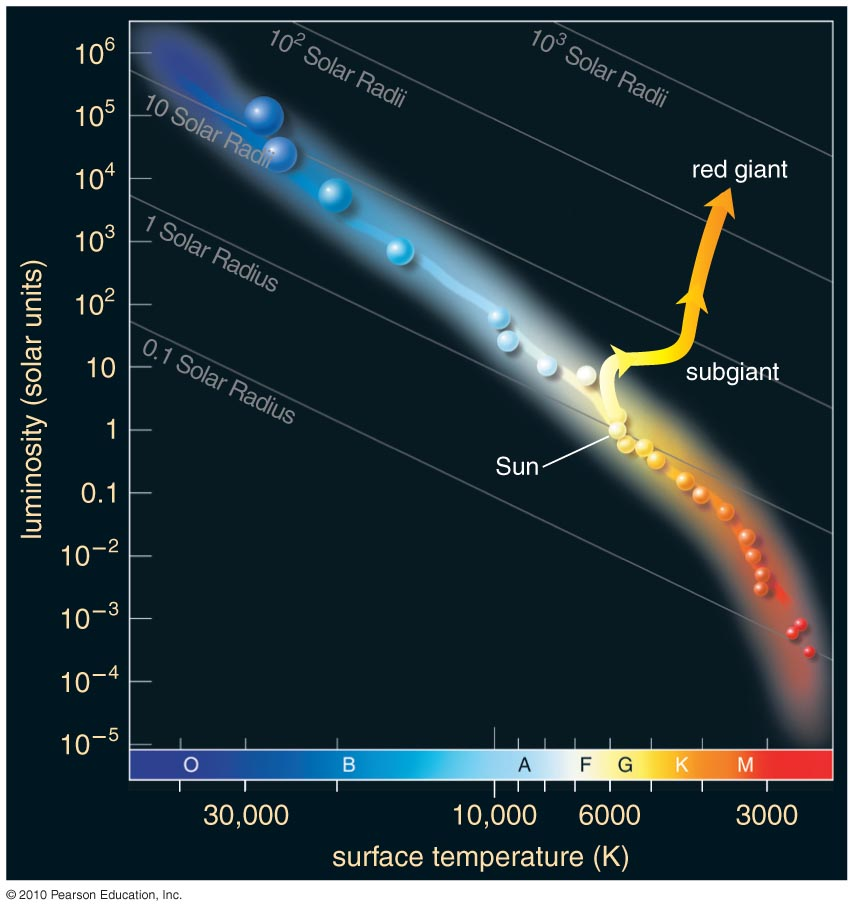 10² Solar Radii
10³ Solar Radii
10 Solar Radii
1 Solar Radius
0.1 Solar Radius
luminosity (solar units)
10⁶
10⁵
10⁴
10³
10²
10
1
0.1
10⁻²
10⁻³
10⁻⁴
10⁻⁵
red giant
subgiant
Sun
O B A F G K M
30,000 10,000 6000 3000
surface temperature (K)
© 2010 Pearson Education, Inc.